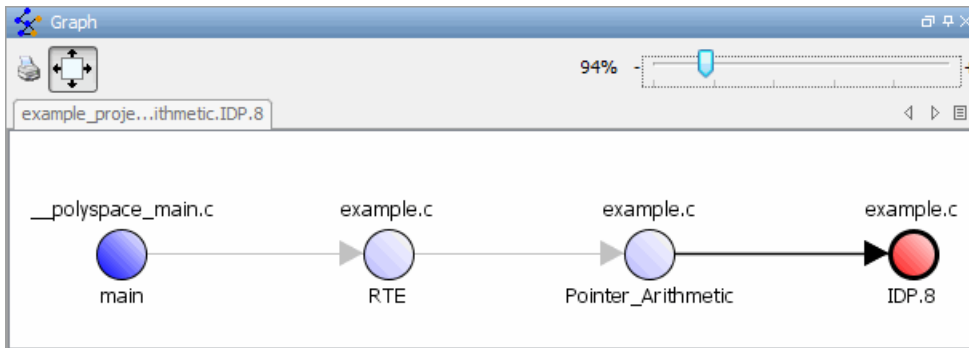 Graph
94% - +
example_proje...ithmetic.IDP.8
__polyspace_main.c example.c example.c example.c
main RTE Pointer_Arithmetic IDP.8